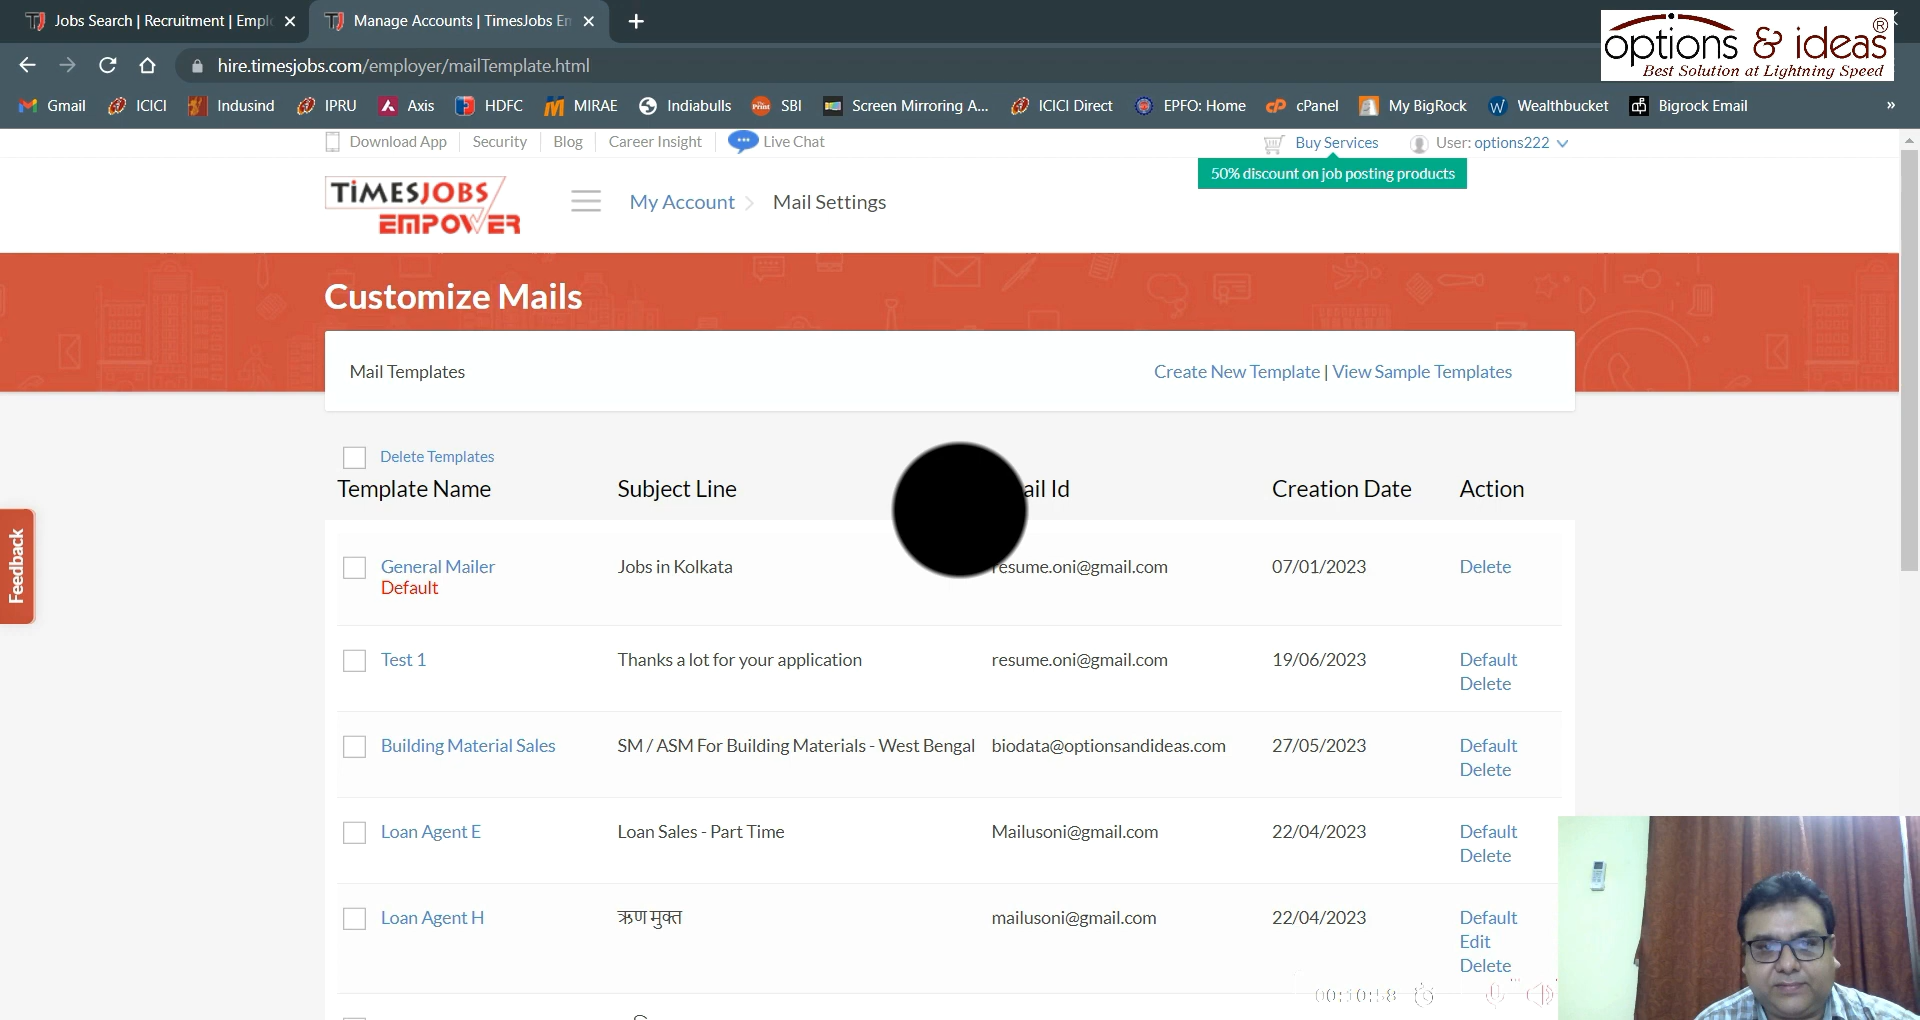 Jobs Search | Recruitment | Empl
Manage Accounts | TimesJobs En
options & ideas ®
Best Solution at Lightning Speed
hire.timesjobs.com/employer/mailTemplate.html
Gmail ICICI Indusind IPRU Axis HDFC MIRAE Indiabulls SBI Screen Mirroring A... ICICI Direct EPFO: Home cPanel My BigRock Wealthbucket Bigrock Email »
Download App Security Blog Career Insight Live Chat Buy Services User: options222
50% discount on job posting products
TIMESJOBS
EMPOWER
My Account Mail Settings
Customize Mails
Mail Templates Create New Template | View Sample Templates
Delete Templates
Template Name Subject Line ail Id Creation Date Action
General Mailer Jobs in Kolkata resume.oni@gmail.com 07/01/2023 Delete
Default
Test 1 Thanks a lot for your application resume.oni@gmail.com 19/06/2023 Default
Delete
Building Material Sales SM / ASM For Building Materials - West Bengal biodata@optionsandideas.com 27/05/2023 Default
Delete
Loan Agent E Loan Sales - Part Time Mailusoni@gmail.com 22/04/2023 Default
Delete
Loan Agent H ऋण मुक्त mailusoni@gmail.com 22/04/2023 Default
Edit
Delete
Feedback
00:10:58